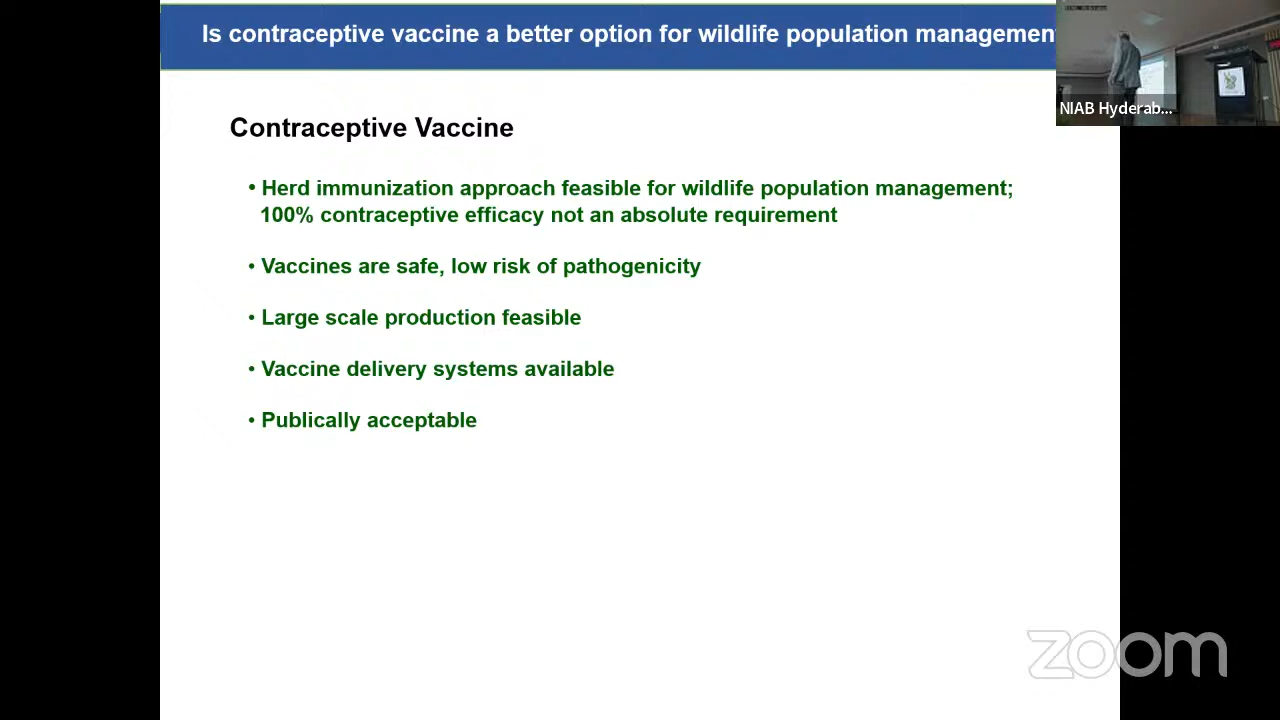 Is contraceptive vaccine a better option for wildlife population managemen
NIAB Hyderab...
Contraceptive Vaccine
• Herd immunization approach feasible for wildlife population management;
100% contraceptive efficacy not an absolute requirement
• Vaccines are safe, low risk of pathogenicity
• Large scale production feasible
• Vaccine delivery systems available
• Publically acceptable
zoom